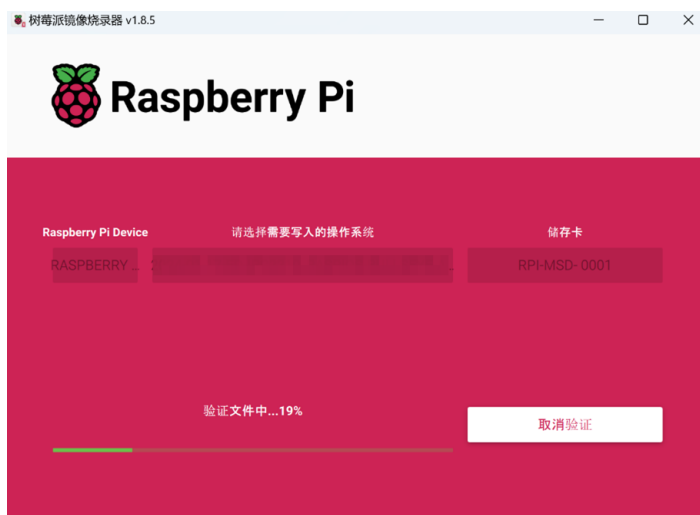 树莓派镜像烧录器 v1.8.5
Raspberry Pi
Raspberry Pi Device
请选择需要写入的操作系统
储存卡
RASPBERRY ...
RPI-MSD- 0001
验证文件中...19%
取消验证